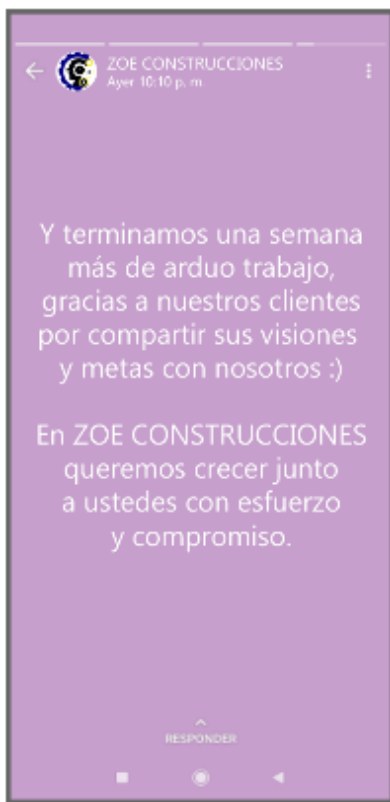 ZOE CONSTRUCCIONES
Ayer 10:10 p. m.
Y terminamos una semana
más de arduo trabajo,
gracias a nuestros clientes
por compartir sus visiones
y metas con nosotros :)
En ZOE CONSTRUCCIONES
queremos crecer junto
a ustedes con esfuerzo
y compromiso.
RESPONDER